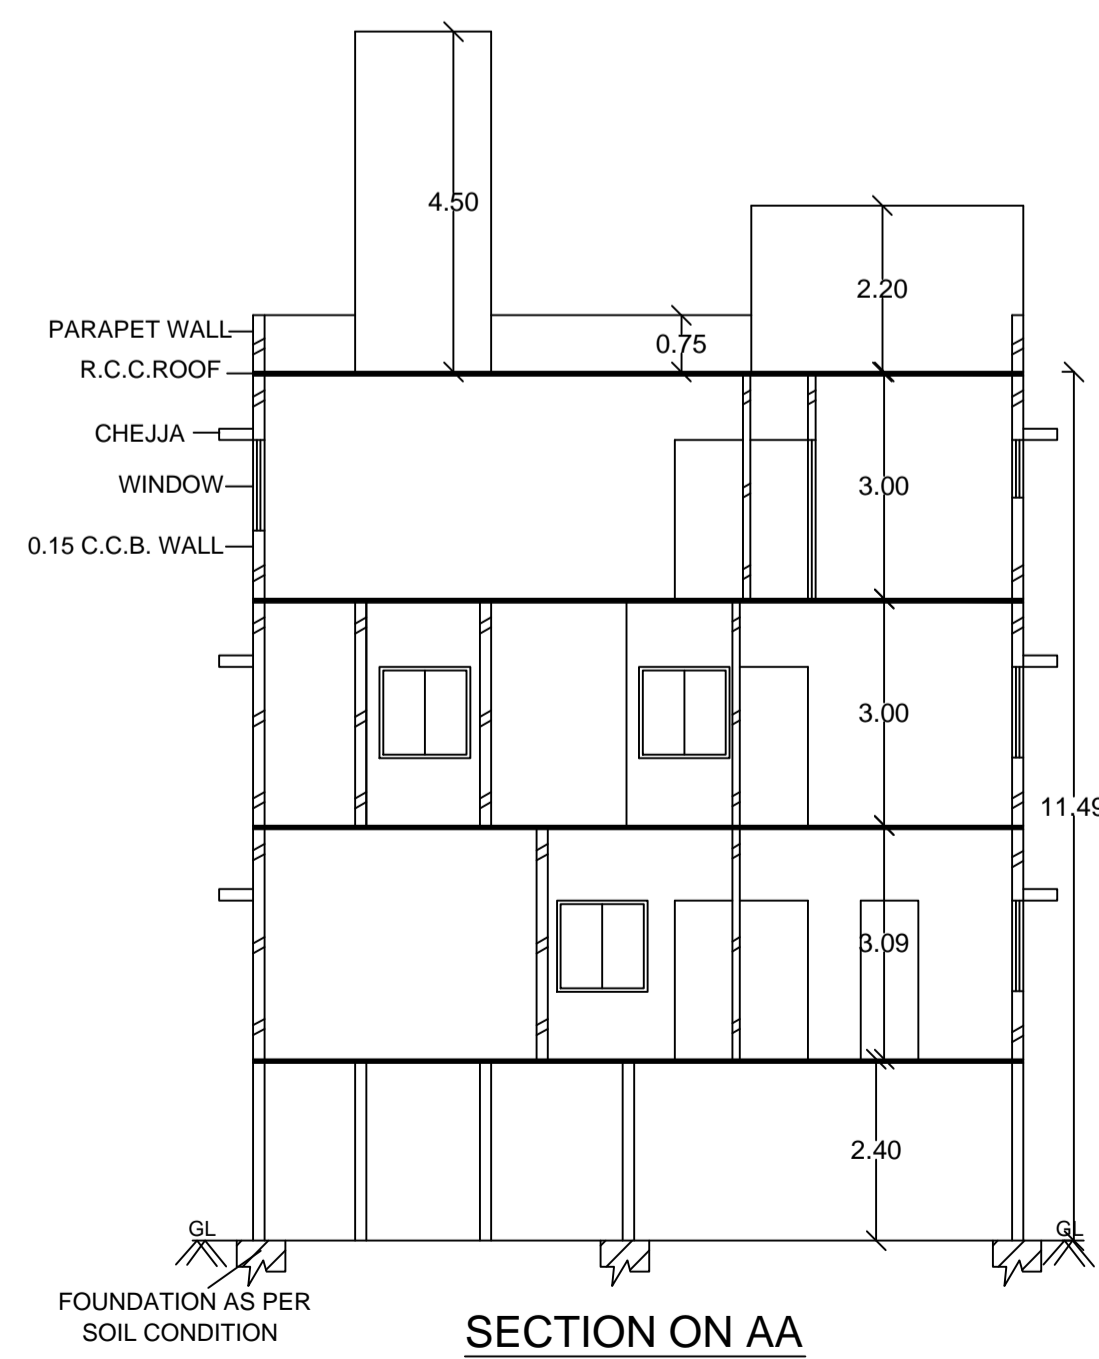 4.50
2.20
PARAPET WALL
0.75
R.C.C.ROOF
CHEJJA
WINDOW
3.00
0.15 C.C.B. WALL
3.00
11.49
3.09
2.40
GL
GL
FOUNDATION AS PER
SOIL CONDITION
SECTION ON AA